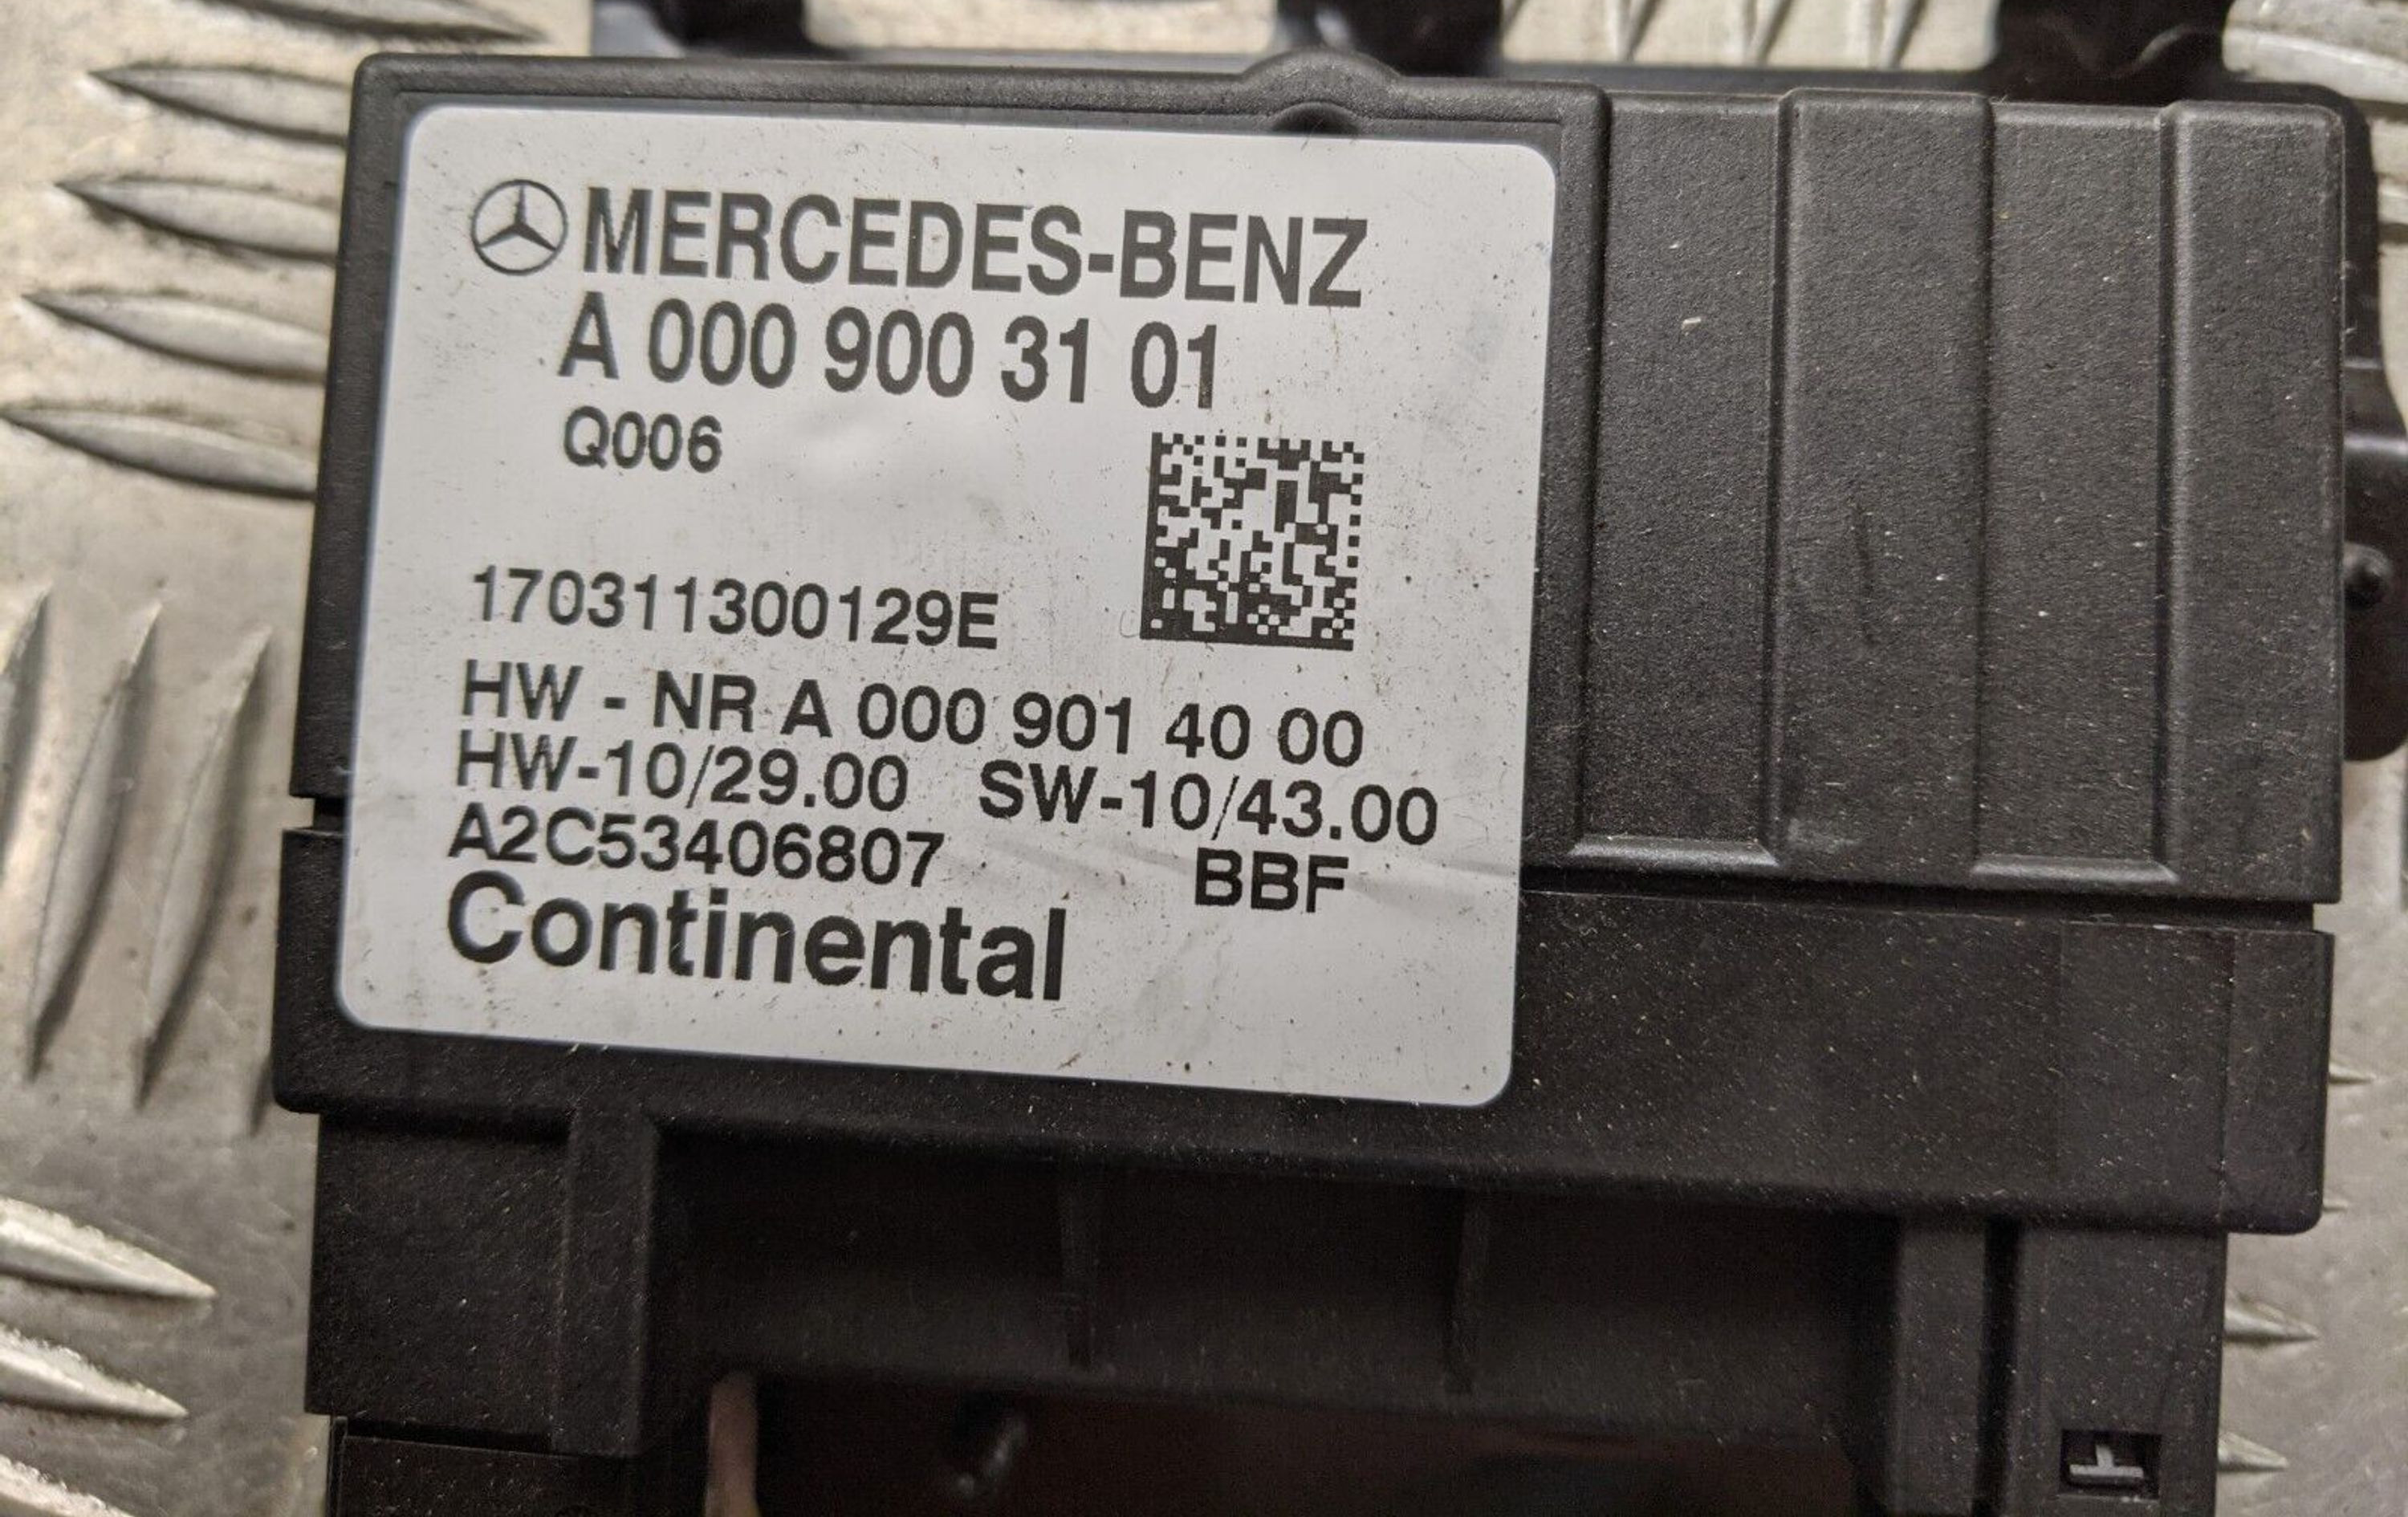 MERCEDES-BENZ
A 000 900 31 01
Q006
170311300129E
HW - NR A 000 901 40 00
HW-10/29.00 SW-10/43.00
A2C53406807 BBF
Continental